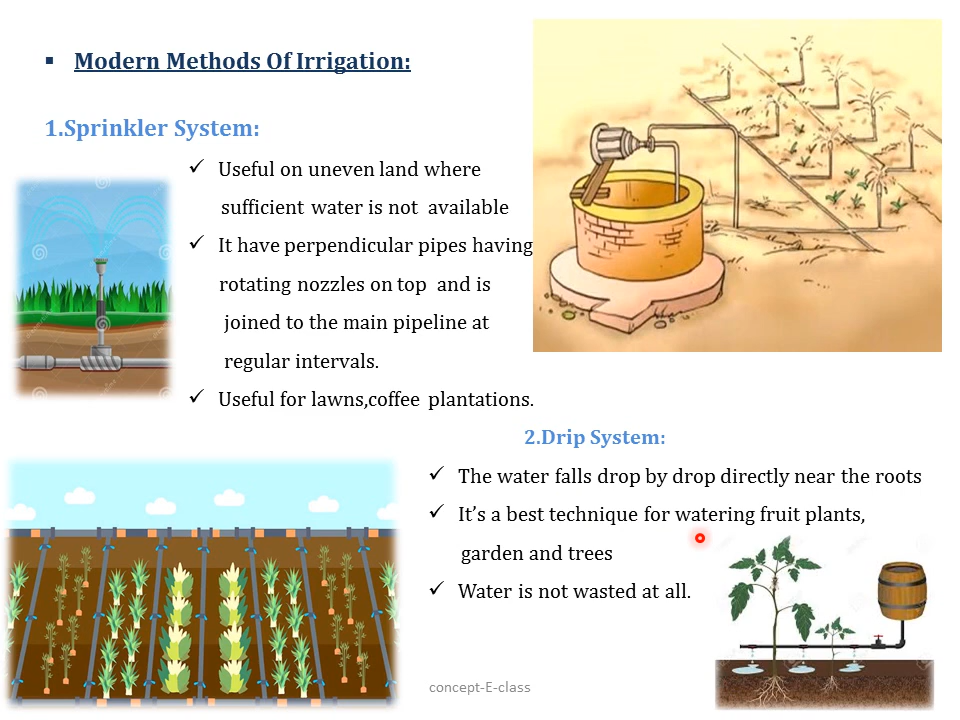 Modern Methods Of Irrigation:
1.Sprinkler System:
Useful on uneven land where
sufficient water is not available
It have perpendicular pipes having
rotating nozzles on top and is
joined to the main pipeline at
regular intervals.
Useful for lawns,coffee plantations.
2.Drip System:
The water falls drop by drop directly near the roots
It's a best technique for watering fruit plants,
garden and trees
Water is not wasted at all.
concept-E-class